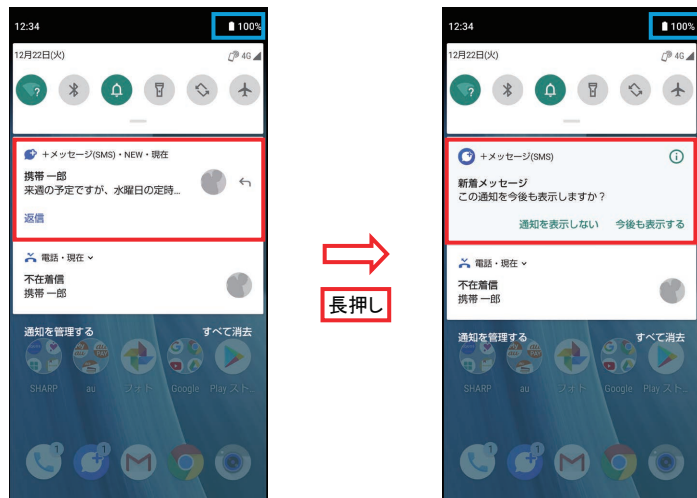 12:34
100%
12月22日(火)
4G
?
+メッセージ(SMS)・NEW・現在
携帯 一郎
来週の予定ですが、水曜日の定時...
返信
電話・現在
不在着信
携帯 一郎
通知を管理する
すべて消去
SHARP
au
フォト
Google
Play スト...
1
1
長押し
12:34
100%
12月22日(火)
4G
?
+メッセージ(SMS)
新着メッセージ
この通知を今後も表示しますか?
通知を表示しない
今後も表示する
電話・現在
不在着信
携帯 一郎
通知を管理する
すべて消去
SHARP
au
フォト
Google
Play スト...
1
1